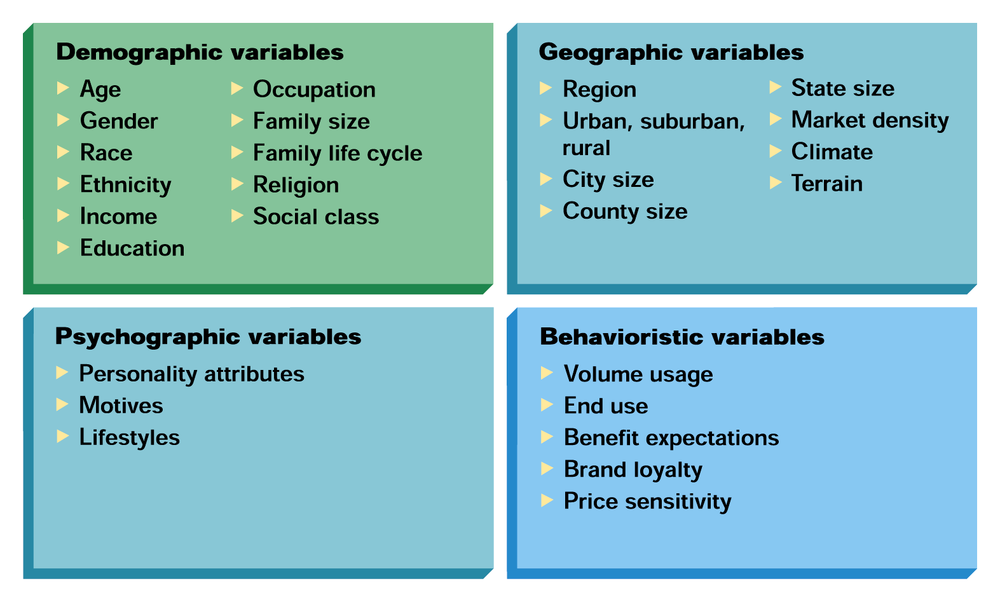 Demographic variables
Age
Gender
Race
Ethnicity
Income
Education
Occupation
Family size
Family life cycle
Religion
Social class
Geographic variables
Region
Urban, suburban,
rural
City size
County size
State size
Market density
Climate
Terrain
Psychographic variables
Personality attributes
Motives
Lifestyles
Behavioristic variables
Volume usage
End use
Benefit expectations
Brand loyalty
Price sensitivity